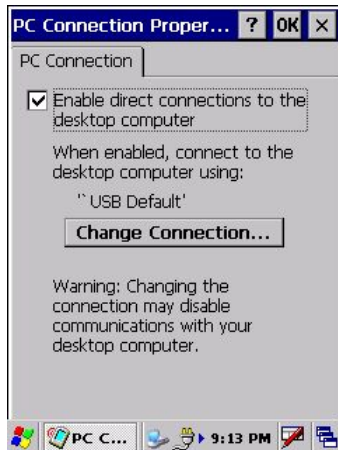 PC Connection Proper... ? OK ×
PC Connection
Enable direct connections to the
desktop computer
When enabled, connect to the
desktop computer using:
'`USB Default'
Change Connection...
Warning: Changing the
connection may disable
communications with your
desktop computer.
PC C... 9:13 PM